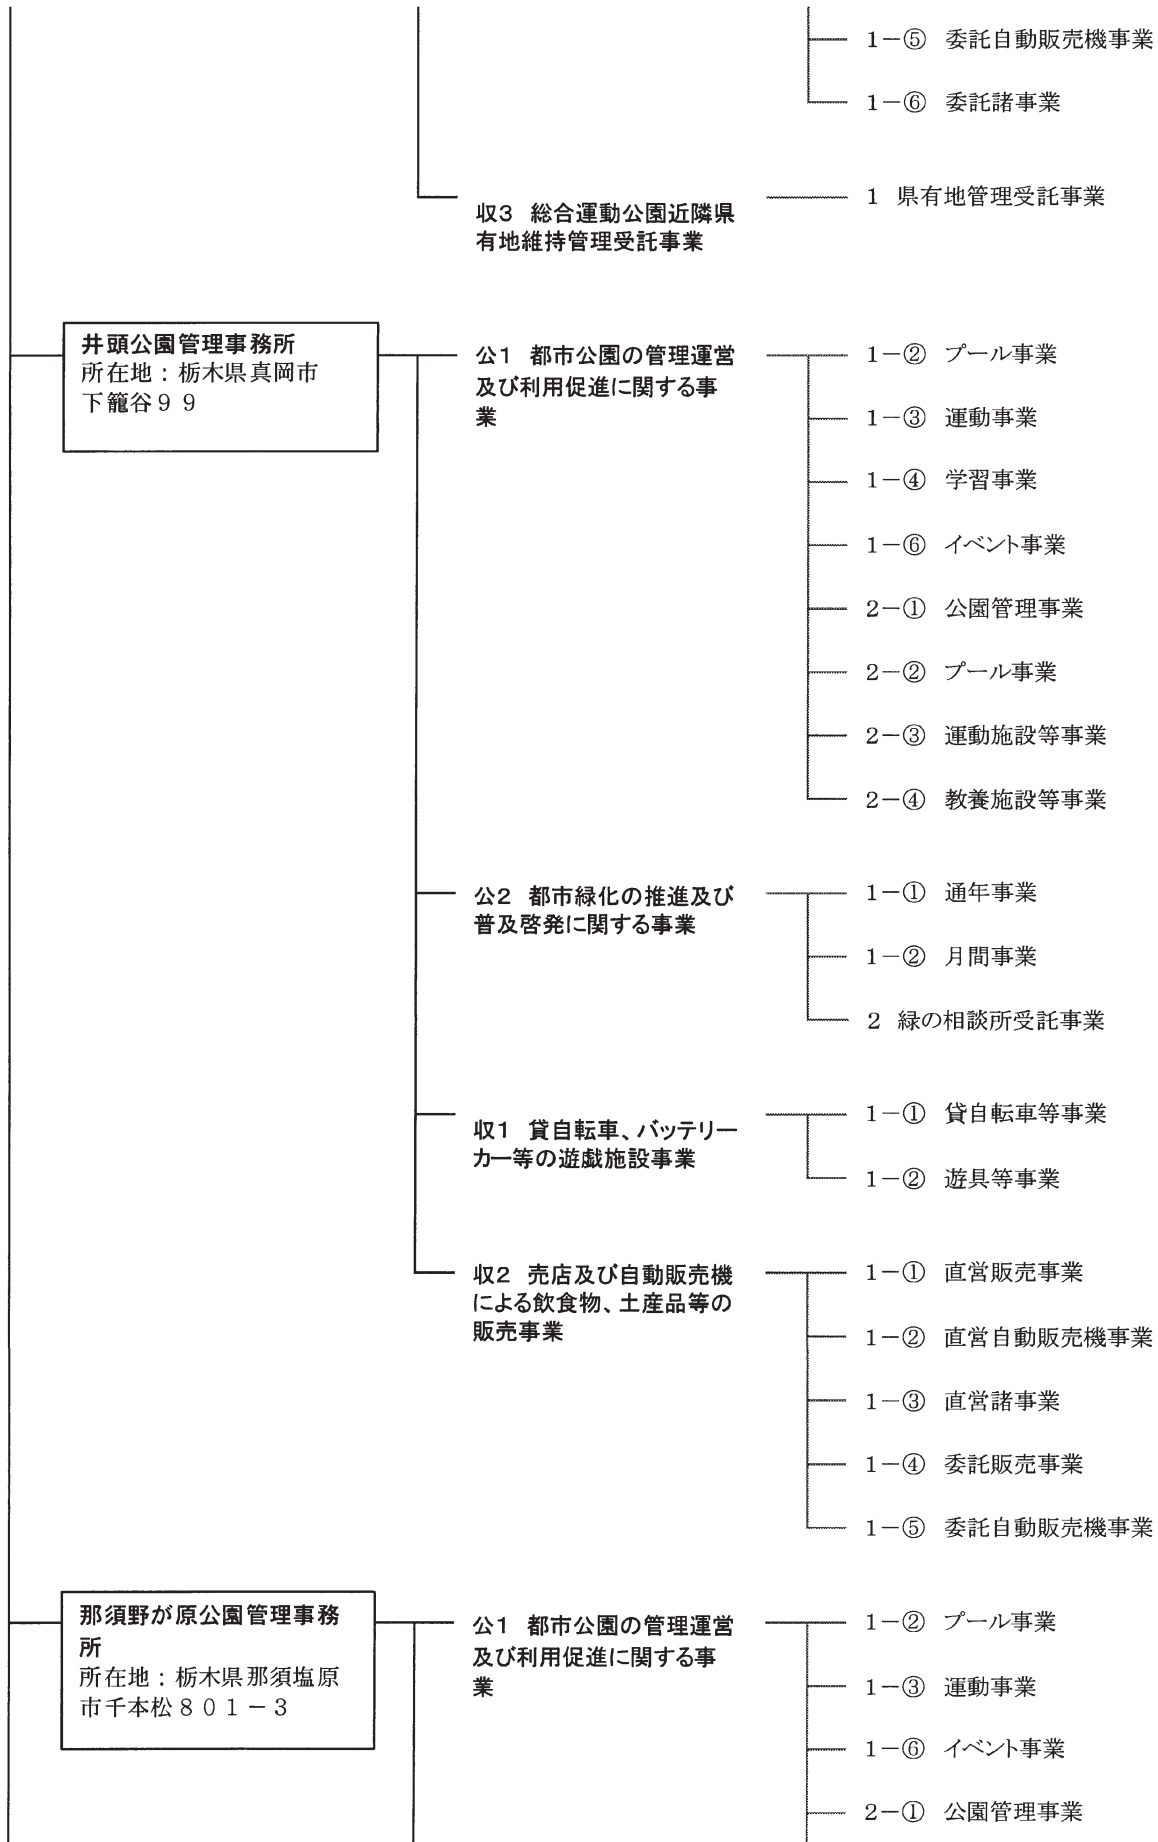 1－⑤ 委託自動販売機事業
1－⑥ 委託諸事業
収3 総合運動公園近隣県
有地維持管理受託事業
1 県有地管理受託事業
井頭公園管理事務所
所在地：栃木県真岡市
下籠谷９９
公1 都市公園の管理運営
及び利用促進に関する事
業
1－② プール事業
1－③ 運動事業
1－④ 学習事業
1－⑥ イベント事業
2－① 公園管理事業
2－② プール事業
2－③ 運動施設等事業
2－④ 教養施設等事業
公2 都市緑化の推進及び
普及啓発に関する事業
1－① 通年事業
1－② 月間事業
2 緑の相談所受託事業
収1 貸自転車、バッテリー
カー等の遊戯施設事業
1－① 貸自転車等事業
1－② 遊具等事業
収2 売店及び自動販売機
による飲食物、土産品等の
販売事業
1－① 直営販売事業
1－② 直営自動販売機事業
1－③ 直営諸事業
1－④ 委託販売事業
1－⑤ 委託自動販売機事業
那須野が原公園管理事務
所
所在地：栃木県那須塩原
市千本松８０１－３
公1 都市公園の管理運営
及び利用促進に関する事
業
1－② プール事業
1－③ 運動事業
1－⑥ イベント事業
2－① 公園管理事業